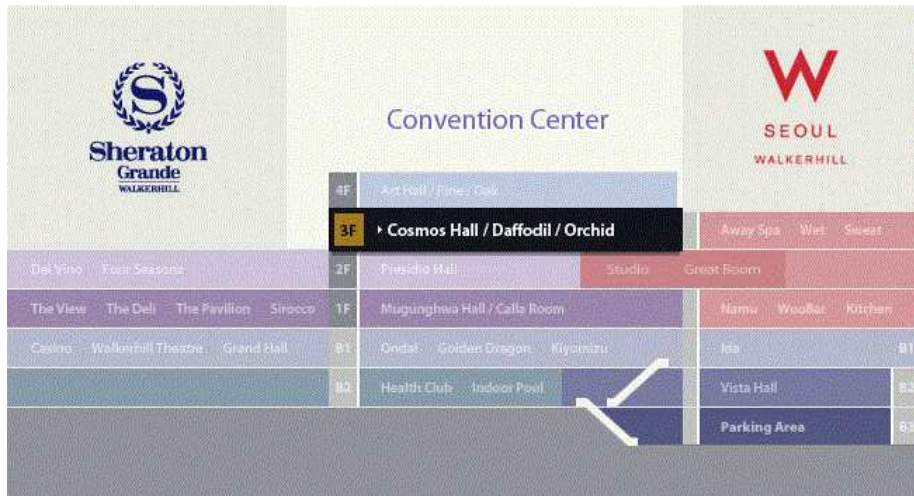 Sheraton
Grande
WALKERHILL
Convention Center
W
SEOUL
WALKERHILL
4F Art Hall / Pine / Oak
3F Cosmos Hall / Daffodil / Orchid
Away Spa Wet Sweat
Del Vino Four Seasons 2F Presidio Hall Studio Great Room
The View The Deli The Pavilion Sirocco 1F Mugunghwa Hall / Calla Room Namu WooBar Kitchen
Casino Walkerhill Theatre Grand Hall B1 Ondal Golden Dragon Kiyomizu Ida B1
B2 Health Club Indoor Pool Vista Hall B2
Parking Area B3